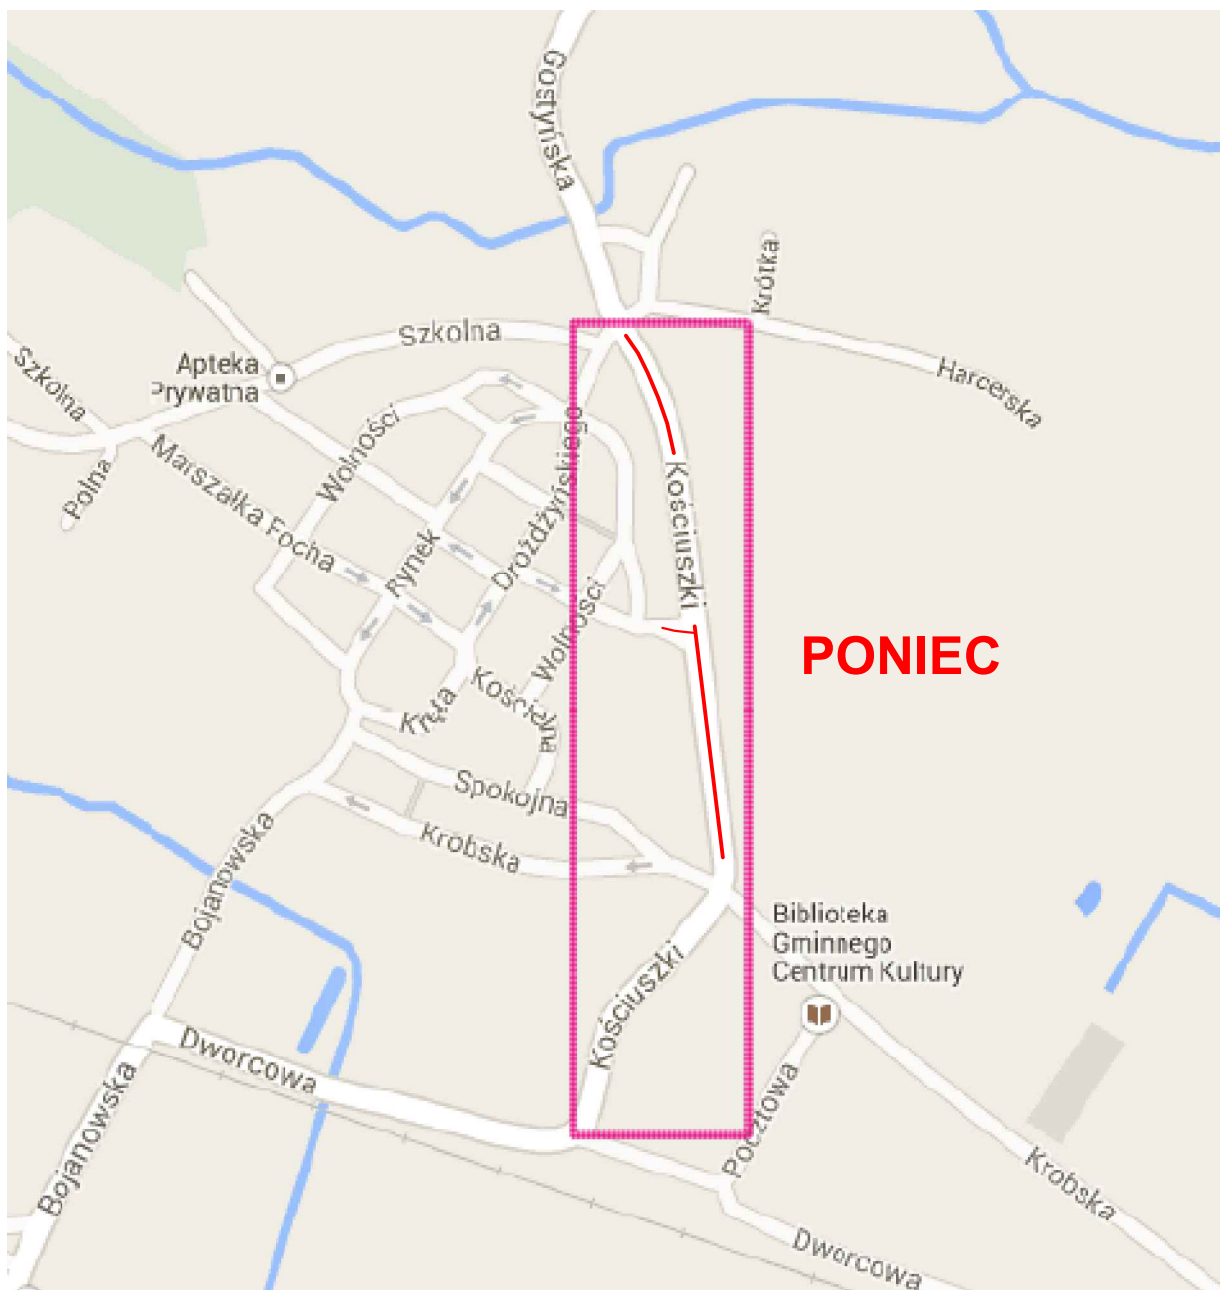 Gostyńska
Krótka
Szkolna
Harcerska
Apteka
Prywatna
Szkolna
Wolności
Drożdżyńskiego
Marszałka Focha
Polna
Kościuszki
Rynek
Wolności
PONIEC
Kościelna
Kręta
Spokojna
Krobska
Bojanowska
Biblioteka
Gminnego
Centrum Kultury
Kościuszki
Dworcowa
Bojanowska
Pocztowa
Krobska
Dworcowa